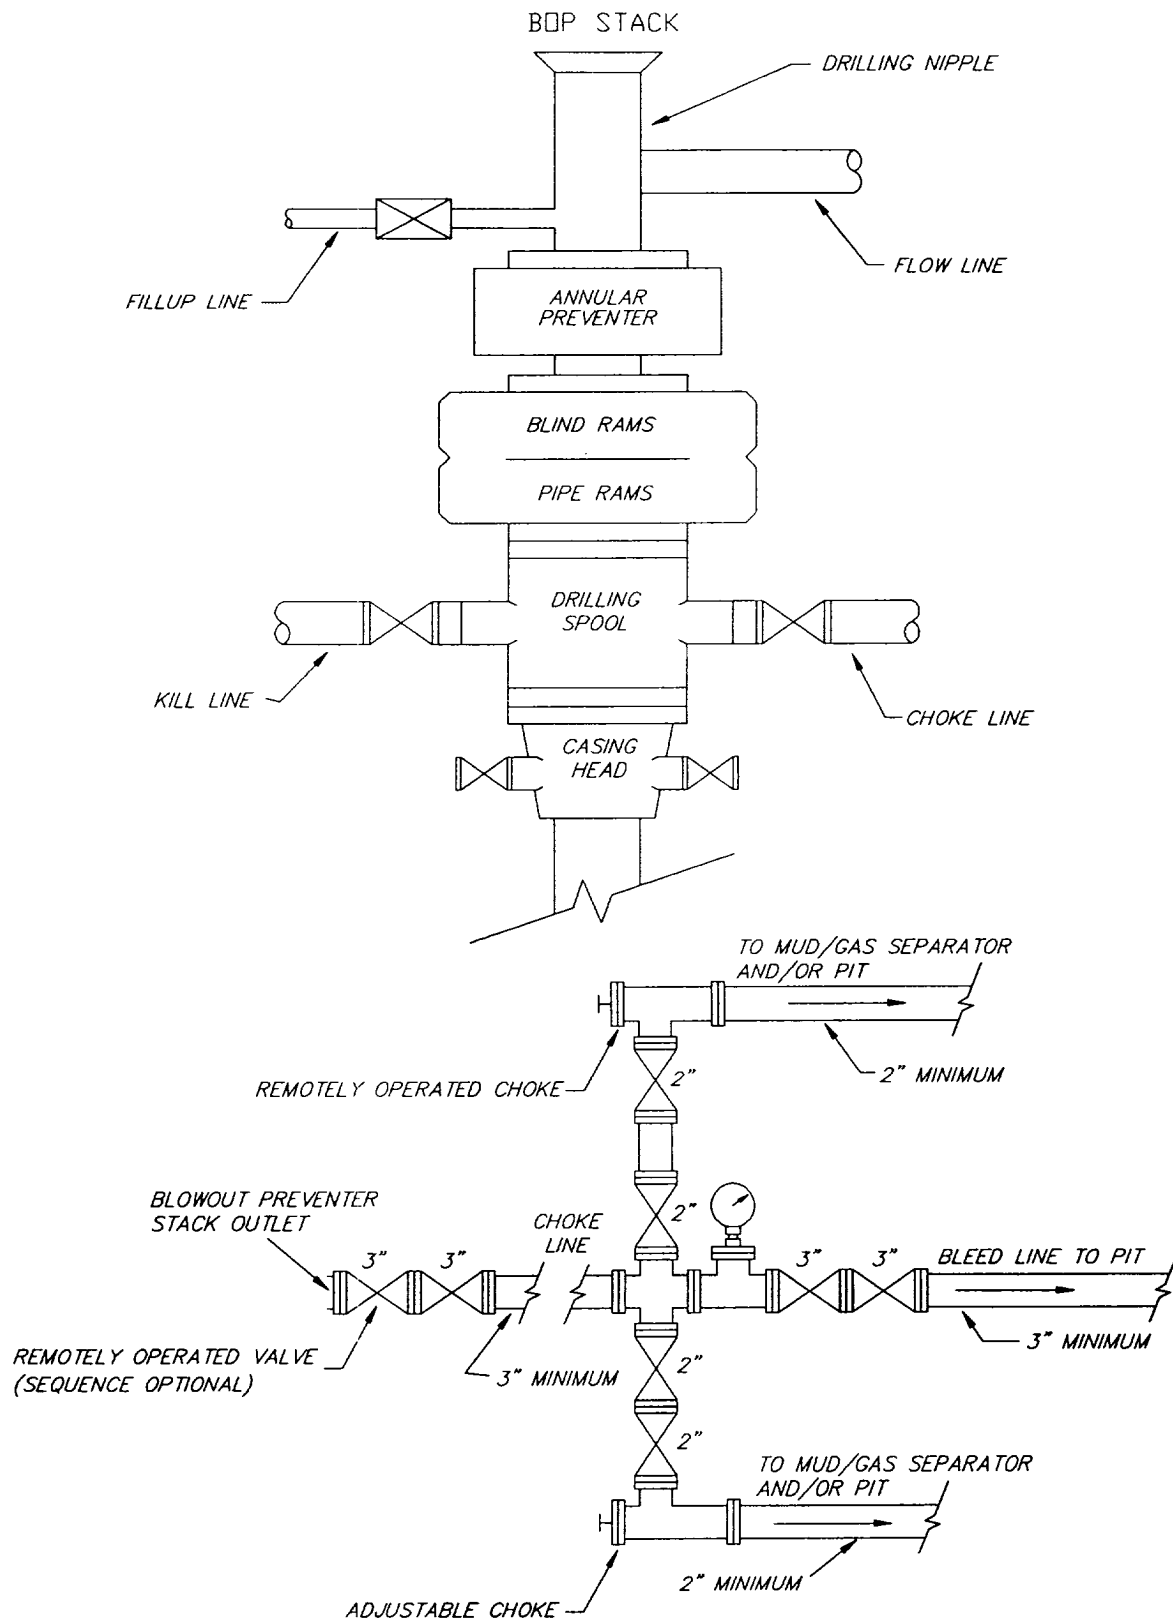 BOP STACK
DRILLING NIPPLE
FLOW LINE
FILLUP LINE
ANNULAR
PREVENTER
BLIND RAMS
PIPE RAMS
DRILLING
SPOOL
KILL LINE
CHOKE LINE
CASING
HEAD
TO MUD/GAS SEPARATOR
AND/OR PIT
2" MINIMUM
REMOTELY OPERATED CHOKE
2"
BLOWOUT PREVENTER
STACK OUTLET
2"
CHOKE
LINE
3"
3"
3"
3"
BLEED LINE TO PIT
REMOTELY OPERATED VALVE
(SEQUENCE OPTIONAL)
3" MINIMUM
3" MINIMUM
2"
2"
TO MUD/GAS SEPARATOR
AND/OR PIT
2" MINIMUM
ADJUSTABLE CHOKE